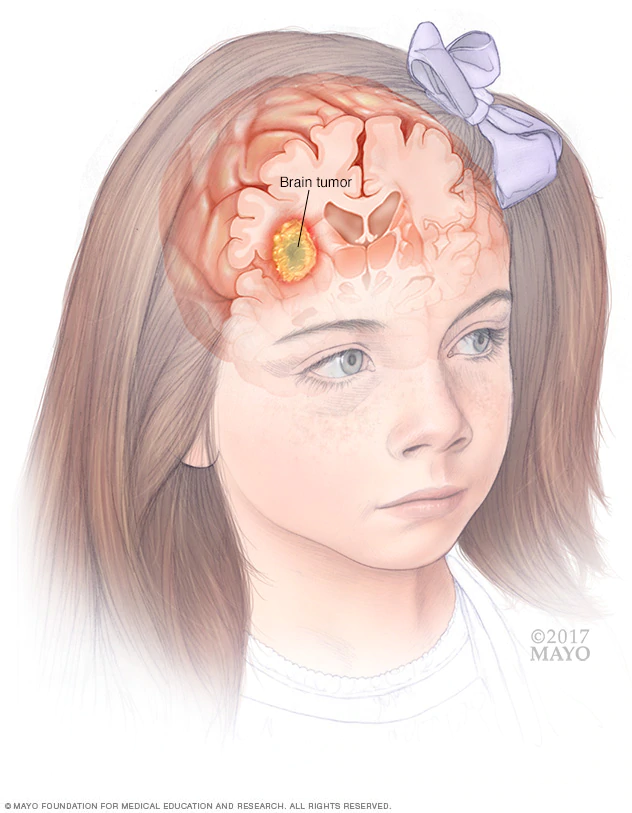 Brain tumor
©2017
MAYO
© MAYO FOUNDATION FOR MEDICAL EDUCATION AND RESEARCH. ALL RIGHTS RESERVED.